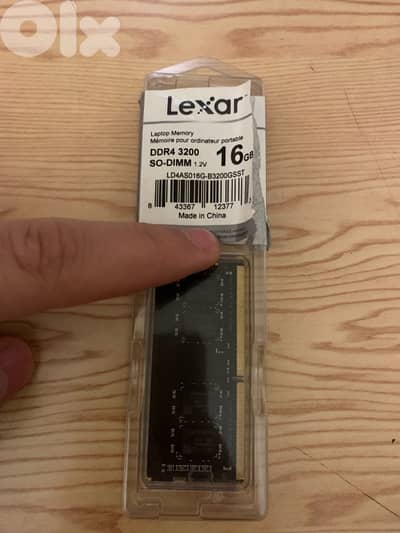 OLX
Lexar
Laptop Memory
Mémoire pour ordinateur portable
DDR4 3200
SO-DIMM 1.2V 16GB
LD4AS016G-B3200GSST
8 43367 12377
Made in China